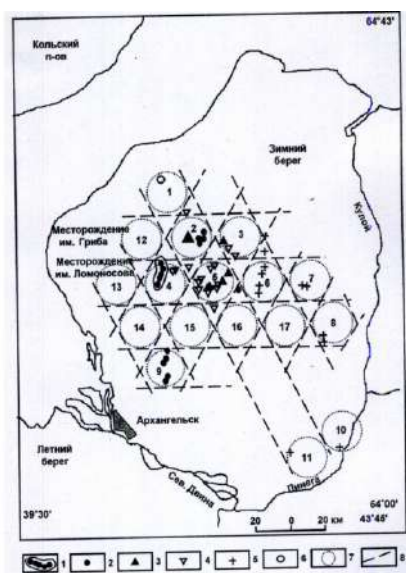 64°43'
Кольский
п-ов
Зимний
берег
Кулой
1
Месторождение
им. Гриба
12
2
3
Месторождение
им. Ломоносова
13
4
5
6
7
14
15
16
17
8
9
Архангельск
Летний
берег
Сев. Двина
Пинега
10
11
39°30'
20 0 20 км
64°00'
43°45'
1 2 3 4 5 6 7 8